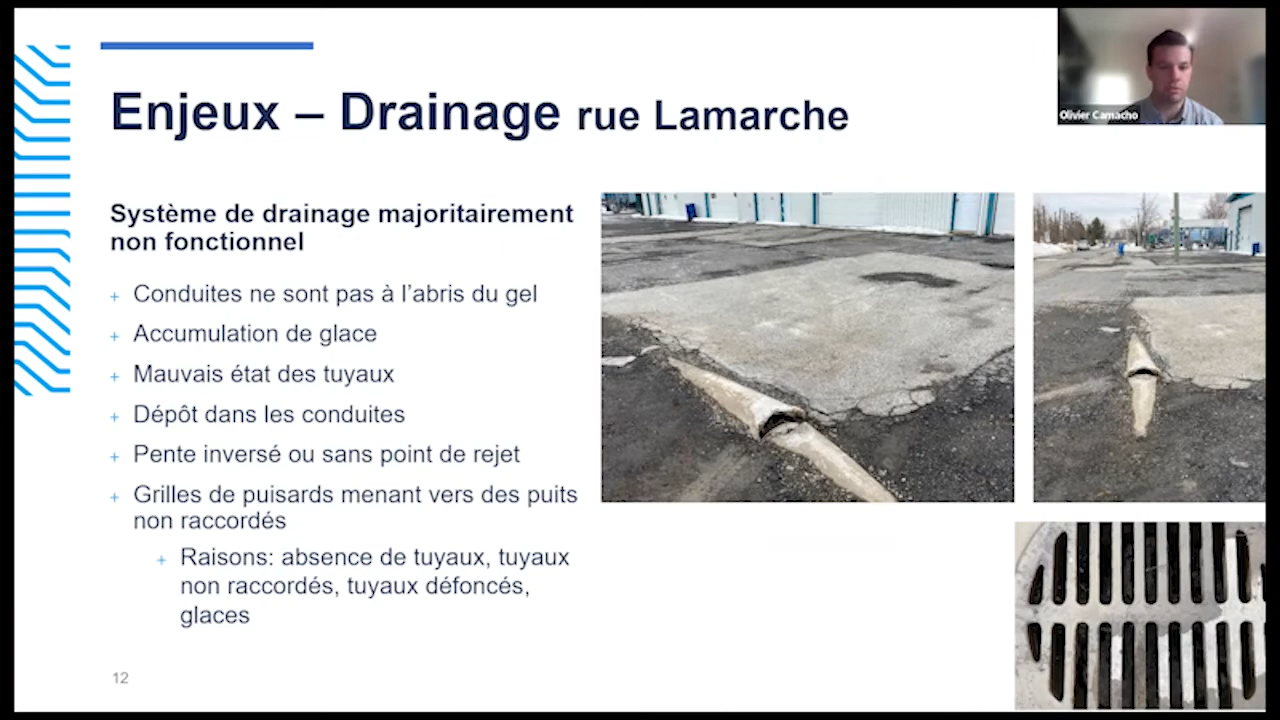 Olivier Camacho
Enjeux – Drainage rue Lamarche
Système de drainage majoritairement
non fonctionnel
+ Conduites ne sont pas à l'abris du gel
+ Accumulation de glace
+ Mauvais état des tuyaux
+ Dépôt dans les conduites
+ Pente inversé ou sans point de rejet
+ Grilles de puisards menant vers des puits
non raccordés
+ Raisons: absence de tuyaux, tuyaux
non raccordés, tuyaux défoncés,
glaces
12